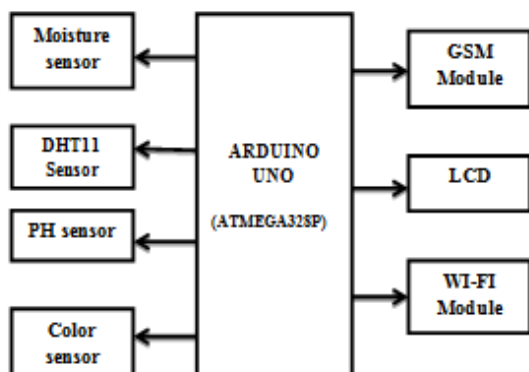 Moisture
sensor
DHT11
Sensor
PH sensor
Color
sensor
ARDUINO
UNO
(ATMEGA328P)
GSM
Module
LCD
WI-FI
Module